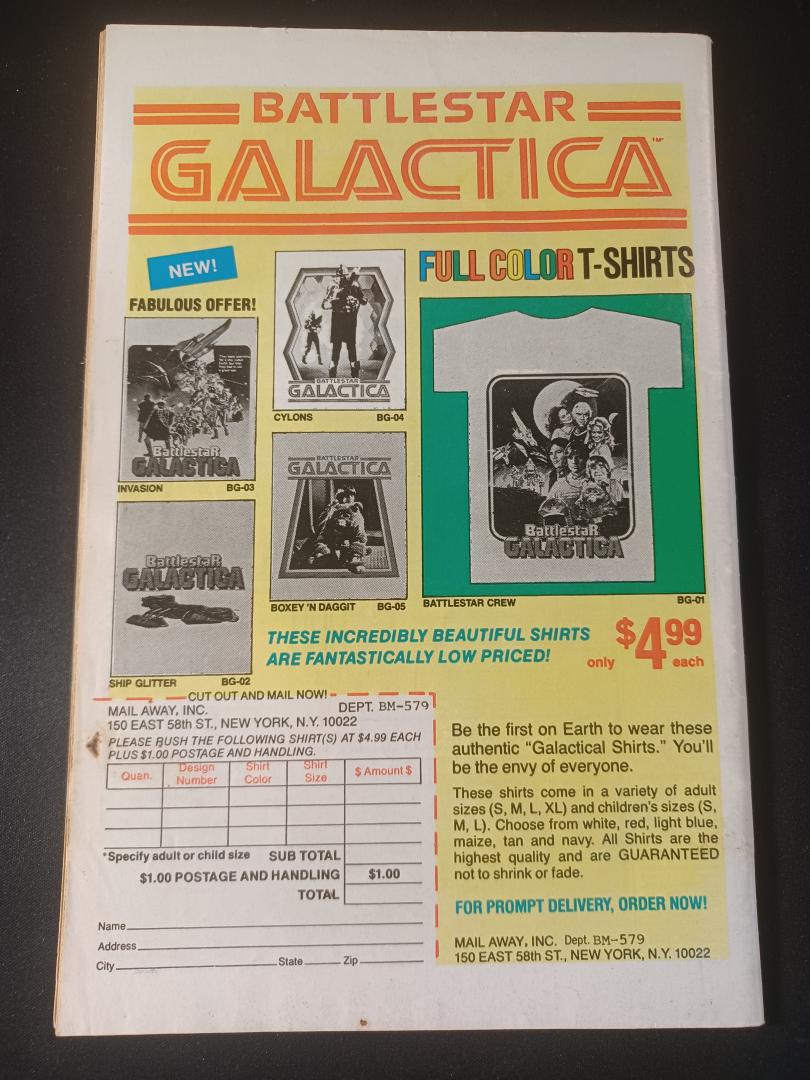 BATTLESTAR
GALACTICA™
NEW!
FABULOUS OFFER!
FULL COLOR T-SHIRTS
BATTLESTAR
GALACTICA
CYLONS BG-04
BattlestaR
GALACTICA
INVASION BG-03
BATTLESTAR
GALACTICA
BOXEY 'N DAGGIT BG-05
BattlestaR
GALACTICA
BATTLESTAR CREW BG-01
BattlestaR
GALACTICA
SHIP GLITTER BG-02
THESE INCREDIBLY BEAUTIFUL SHIRTS
ARE FANTASTICALLY LOW PRICED!
only $4.99 each
CUT OUT AND MAIL NOW!
MAIL AWAY, INC. DEPT. BM-579
150 EAST 58th ST., NEW YORK, N.Y. 10022
PLEASE RUSH THE FOLLOWING SHIRT(S) AT $4.99 EACH
PLUS $1.00 POSTAGE AND HANDLING.
Quan. Design Number Shirt Color Shirt Size $ Amount $
*Specify adult or child size SUB TOTAL
$1.00 POSTAGE AND HANDLING $1.00
TOTAL
Name
Address
City State Zip
Be the first on Earth to wear these
authentic "Galactical Shirts." You'll
be the envy of everyone.
These shirts come in a variety of adult
sizes (S, M, L, XL) and children's sizes (S,
M, L). Choose from white, red, light blue,
maize, tan and navy. All Shirts are the
highest quality and are GUARANTEED
not to shrink or fade.
FOR PROMPT DELIVERY, ORDER NOW!
MAIL AWAY, INC. Dept. BM-579
150 EAST 58th ST., NEW YORK, N.Y. 10022